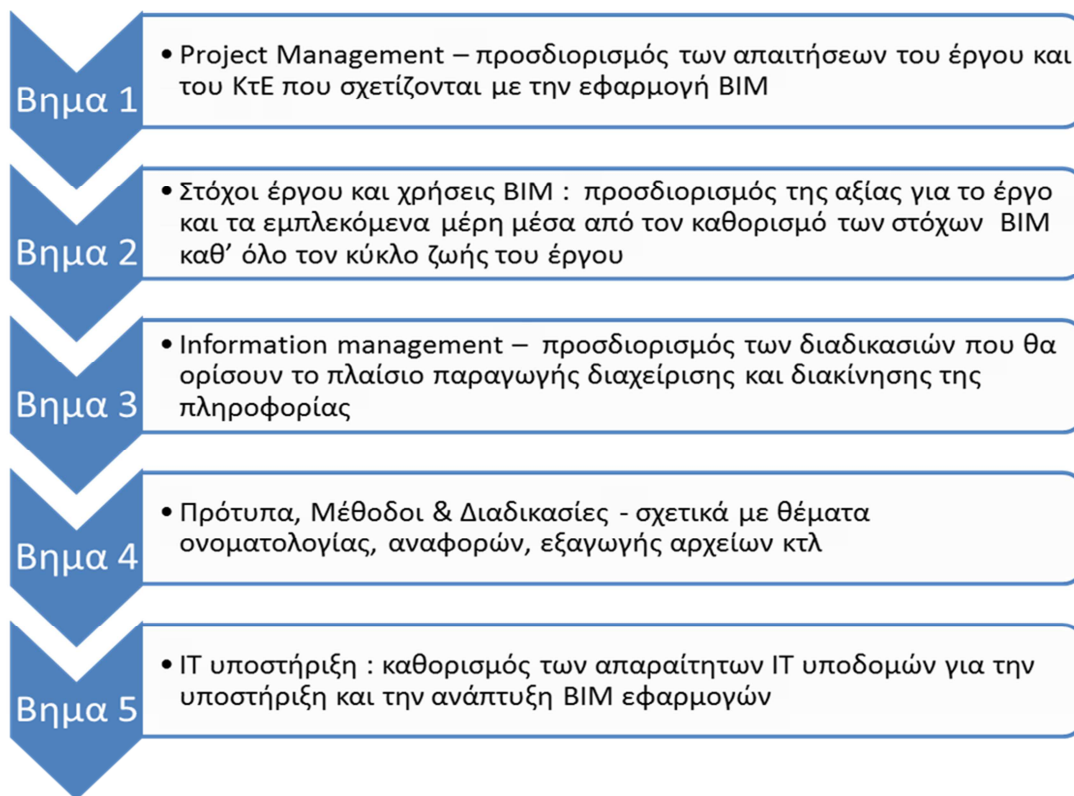 Βημα 1
• Project Management – προσδιορισμός των απαιτήσεων του έργου και
του ΚτΕ που σχετίζονται με την εφαρμογή BIM
Βημα 2
• Στόχοι έργου και χρήσεις BIM : προσδιορισμός της αξίας για το έργο
και τα εμπλεκόμενα μέρη μέσα από τον καθορισμό των στόχων BIM
καθ’ όλο τον κύκλο ζωής του έργου
Βημα 3
• Information management – προσδιορισμός των διαδικασιών που θα
ορίσουν το πλαίσιο παραγωγής διαχείρισης και διακίνησης της
πληροφορίας
Βημα 4
• Πρότυπα, Μέθοδοι & Διαδικασίες - σχετικά με θέματα
ονοματολογίας, αναφορών, εξαγωγής αρχείων κτλ
Βημα 5
• IT υποστήριξη : καθορισμός των απαραίτητων IT υποδομών για την
υποστήριξη και την ανάπτυξη BIM εφαρμογών